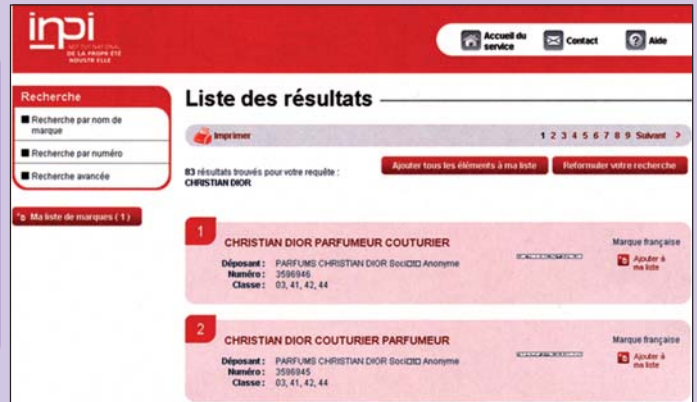 inpi
INSTITUT NATIONAL
DE LA PROPRIÉTÉ
INDUSTRIELLE
Accueil du service
Contact
Aide
Recherche
Recherche par nom de
marque
Recherche par numéro
Recherche avancée
Ma liste de marques ( 1 )
Liste des résultats
Imprimer
1 2 3 4 5 6 7 8 9 Suivant >
83 résultats trouvés pour votre requête :
CHRISTIAN DIOR
Ajouter tous les éléments à ma liste
Reformuler votre recherche
1
CHRISTIAN DIOR PARFUMEUR COUTURIER
Déposant : PARFUMS CHRISTIAN DIOR Soci□□ Anonyme
Numéro : 3596946
Classe : 03, 41, 42, 44
Marque française
Ajouter à
ma liste
2
CHRISTIAN DIOR COUTURIER PARFUMEUR
Déposant : PARFUMS CHRISTIAN DIOR Soci□□ Anonyme
Numéro : 3596945
Classe : 03, 41, 42, 44
Marque française
Ajouter à
ma liste